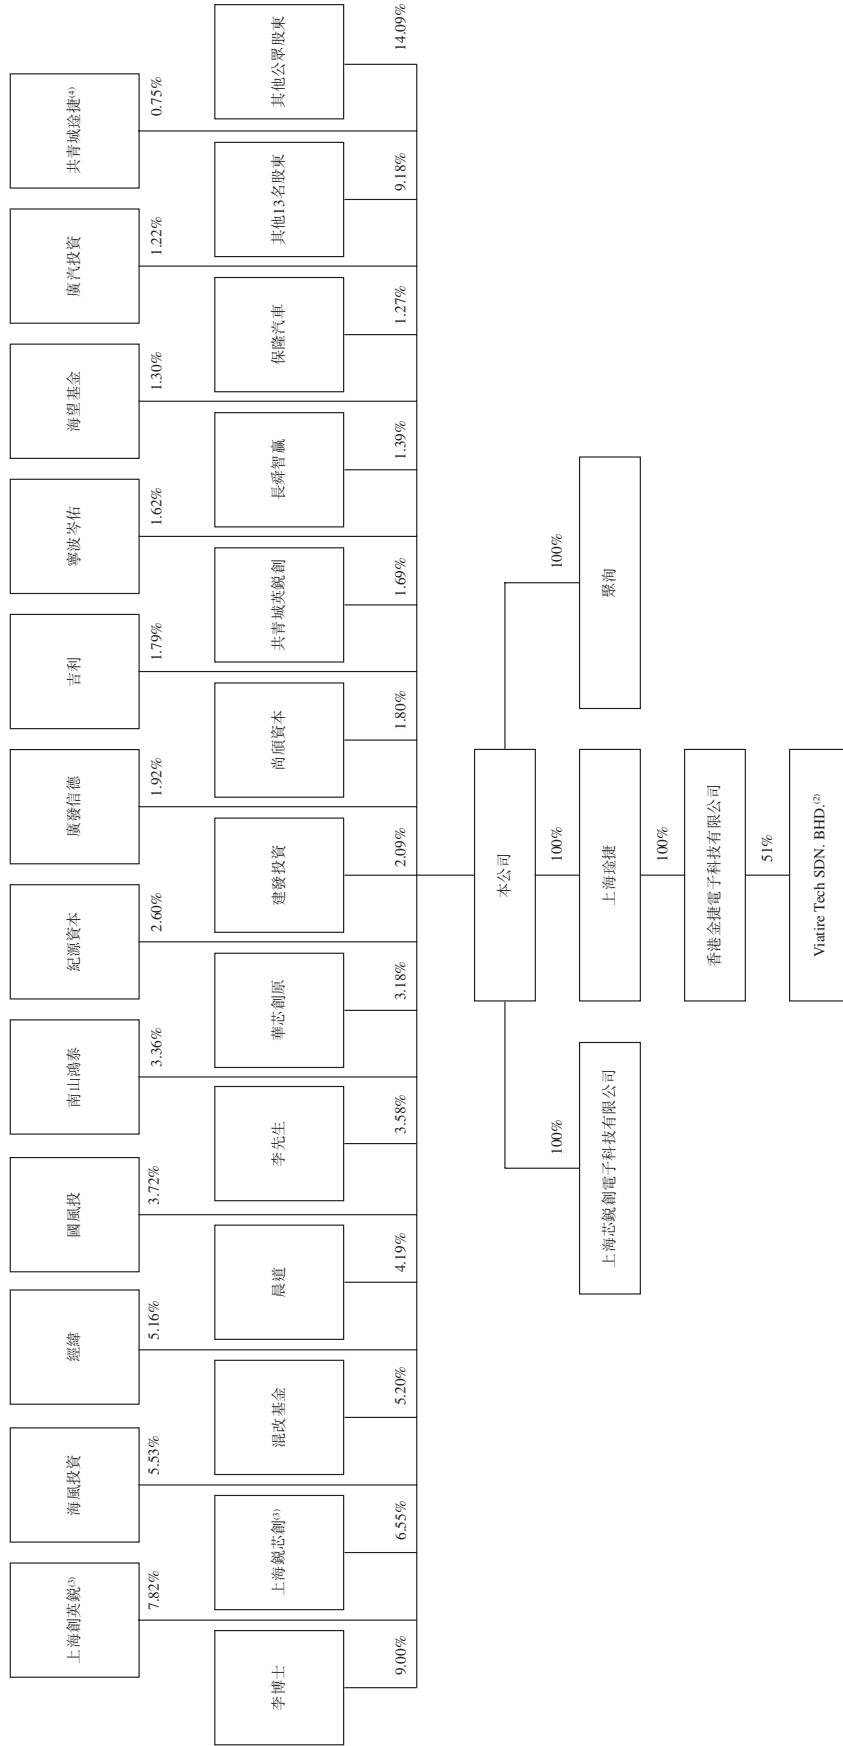 上海創英銳(3)
海風投資
經緯
國風投
南山鴻泰
紀源資本
廣發信德
吉利
寧波岑佑
海望基金
廣汽投資
共青城琻捷(4)
7.82%
5.53%
5.16%
3.72%
3.36%
2.60%
1.92%
1.79%
1.62%
1.30%
1.22%
0.75%
李博士
上海銳芯創(3)
混改基金
晨道
李先生
華芯創原
建發投資
尚頎資本
共青城英銳創
長舜智贏
保隆汽車
其他13名股東
其他公眾股東
9.00%
6.55%
5.20%
4.19%
3.58%
3.18%
2.09%
1.80%
1.69%
1.39%
1.27%
9.18%
14.09%
本公司
100%
100%
100%
上海芯銳創電子科技有限公司
上海琻捷
聚洵
100%
香港金捷電子科技有限公司
51%
Viatire Tech SDN. BHD.(2)